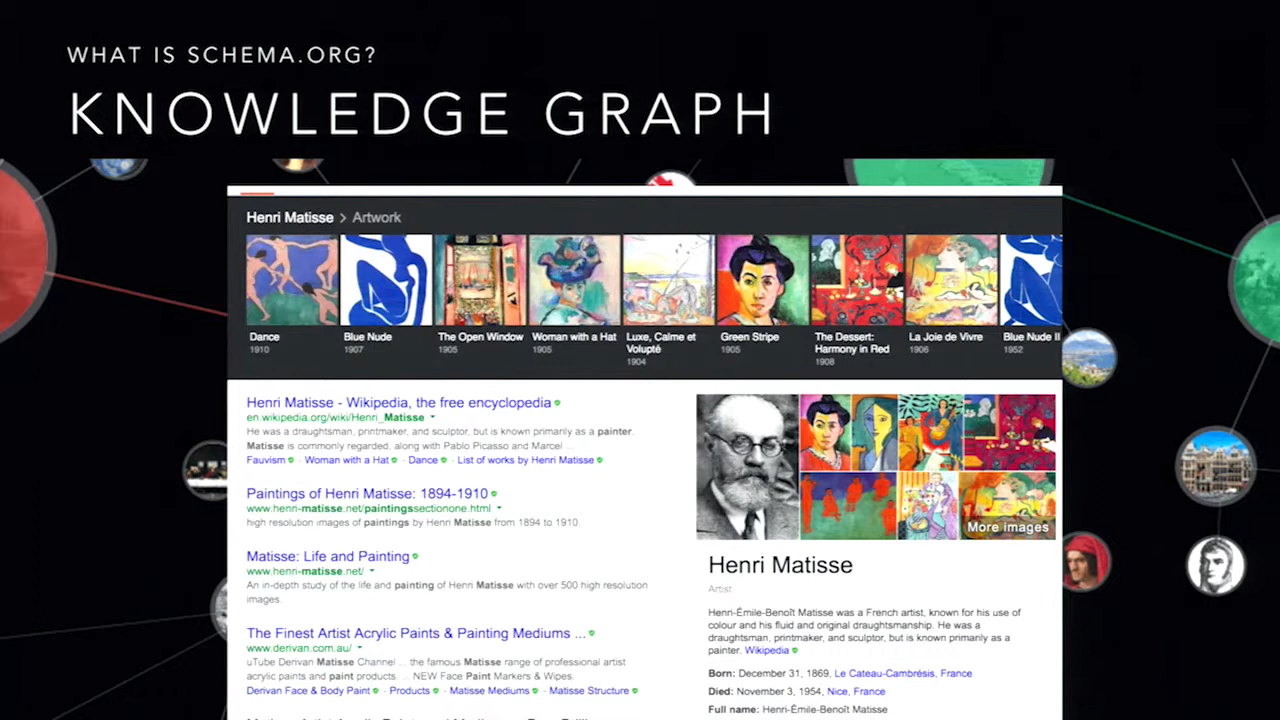 WHAT IS SCHEMA.ORG?
KNOWLEDGE GRAPH
Henri Matisse > Artwork
Dance
1910
Blue Nude
1907
The Open Window
1905
Woman with a Hat
1905
Luxe, Calme et
Volupté
1904
Green Stripe
1905
The Dessert:
Harmony in Red
1908
La Joie de Vivre
1906
Blue Nude II
1952
Henri Matisse - Wikipedia, the free encyclopedia
en.wikipedia.org/wiki/Henri_Matisse
He was a draughtsman, printmaker, and sculptor, but is known primarily as a painter.
Matisse is commonly regarded, along with Pablo Picasso and Marcel ...
Fauvism - Woman with a Hat - Dance - List of works by Henri Matisse
Paintings of Henri Matisse: 1894-1910
www.henri-matisse.net/paintingssectionone.html
high resolution images of paintings by Henri Matisse from 1894 to 1910.
Matisse: Life and Painting
www.henri-matisse.net/
An in-depth study of the life and painting of Henri Matisse with over 500 high resolution
images.
The Finest Artist Acrylic Paints & Painting Mediums ...
www.derivan.com.au/
uTube Derivan Matisse Channel ... the famous Matisse range of professional artist
acrylic paints and paint products. ... NEW Face Paint Markers & Wipes.
Derivan Face & Body Paint - Products - Matisse Mediums - Matisse Structure
More images
Henri Matisse
Artist
Henri-Émile-Benoît Matisse was a French artist, known for his use of
colour and his fluid and original draughtsmanship. He was a
draughtsman, printmaker, and sculptor, but is known primarily as a
painter. Wikipedia
Born: December 31, 1869, Le Cateau-Cambrésis, France
Died: November 3, 1954, Nice, France
Full name: Henri-Émile-Benoît Matisse